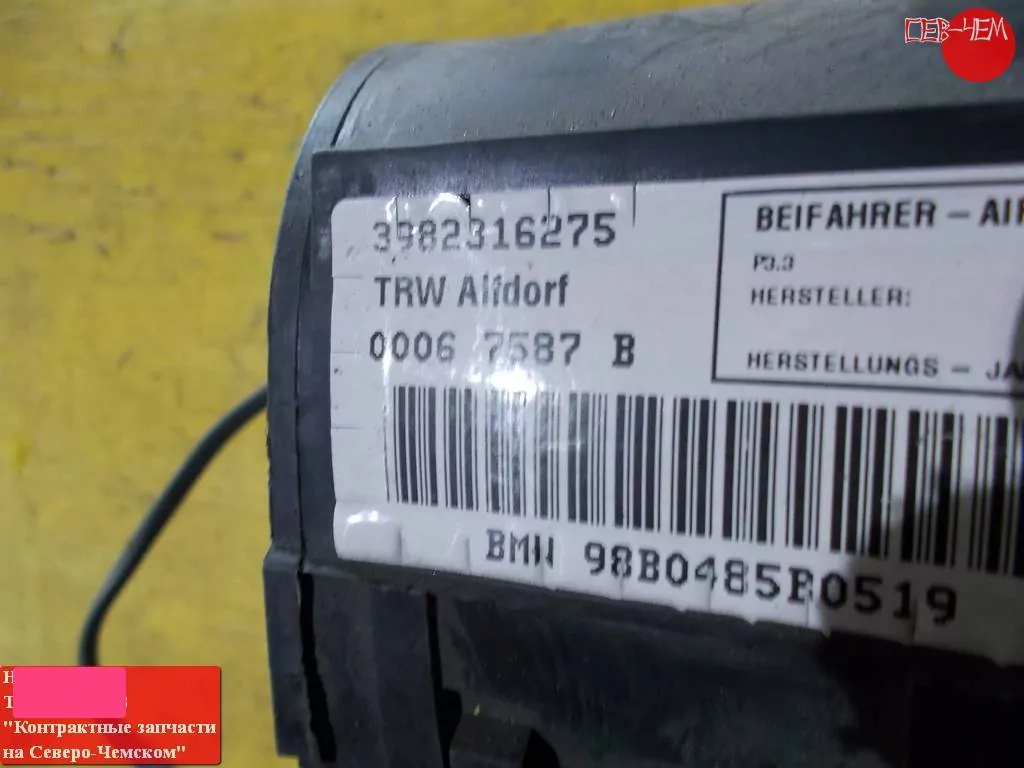 СЕВ-ЧЕМ
3982316275
TRW Alfdorf
0006 7587 B
BEIFAHRER - AIR
P3.3
HERSTELLER:
HERSTELLUNGS - JA
BMW 98B0485B0519
Н
Т
"Контрактные запчасти
на Северо-Чемском"